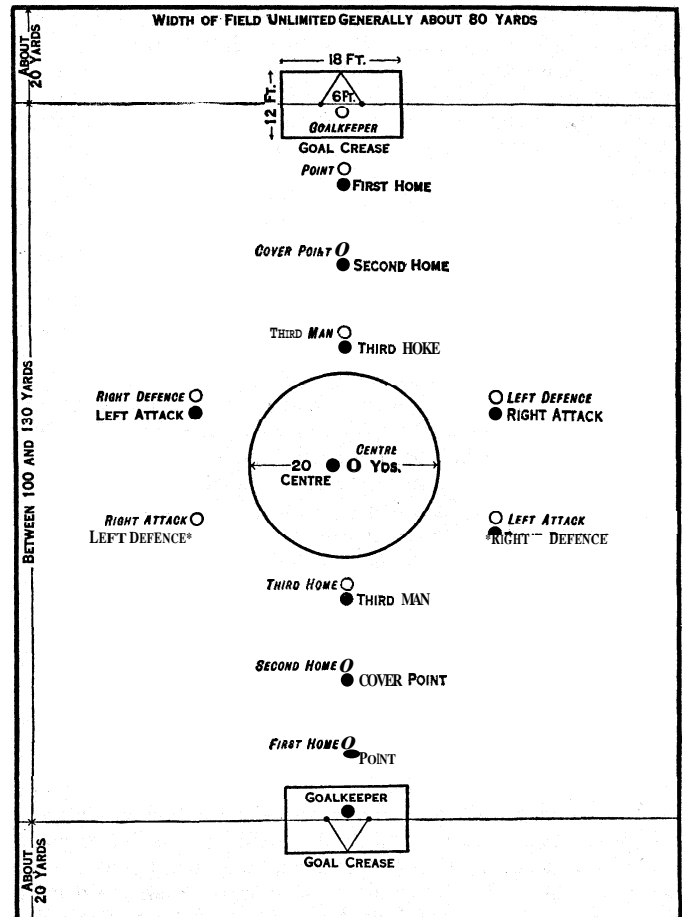 WIDTH OF FIELD UNLIMITED GENERALLY ABOUT 80 YARDS
ABOUT
20 YARDS
18 FT.
12 FT.
6 FT.
GOALKFEPER
GOAL CREASE
POINT
FIRST HOME
COVER POINT
SECOND HOME
THIRD MAN
THIRD HOKE
BETWEEN 100 AND 130 YARDS
RIGHT DEFENCE
LEFT ATTACK
LEFT DEFENCE
RIGHT ATTACK
CENTRE
20 YDS.
CENTRE
RIGHT ATTACK
LEFT DEFENCE*
LEFT ATTACK
*RIGHT DEFENCE
THIRD HOME
THIRD MAN
SECOND HOME
COVER POINT
FIRST HOME
POINT
GOALKEEPER
GOAL CREASE
ABOUT
20 YARDS